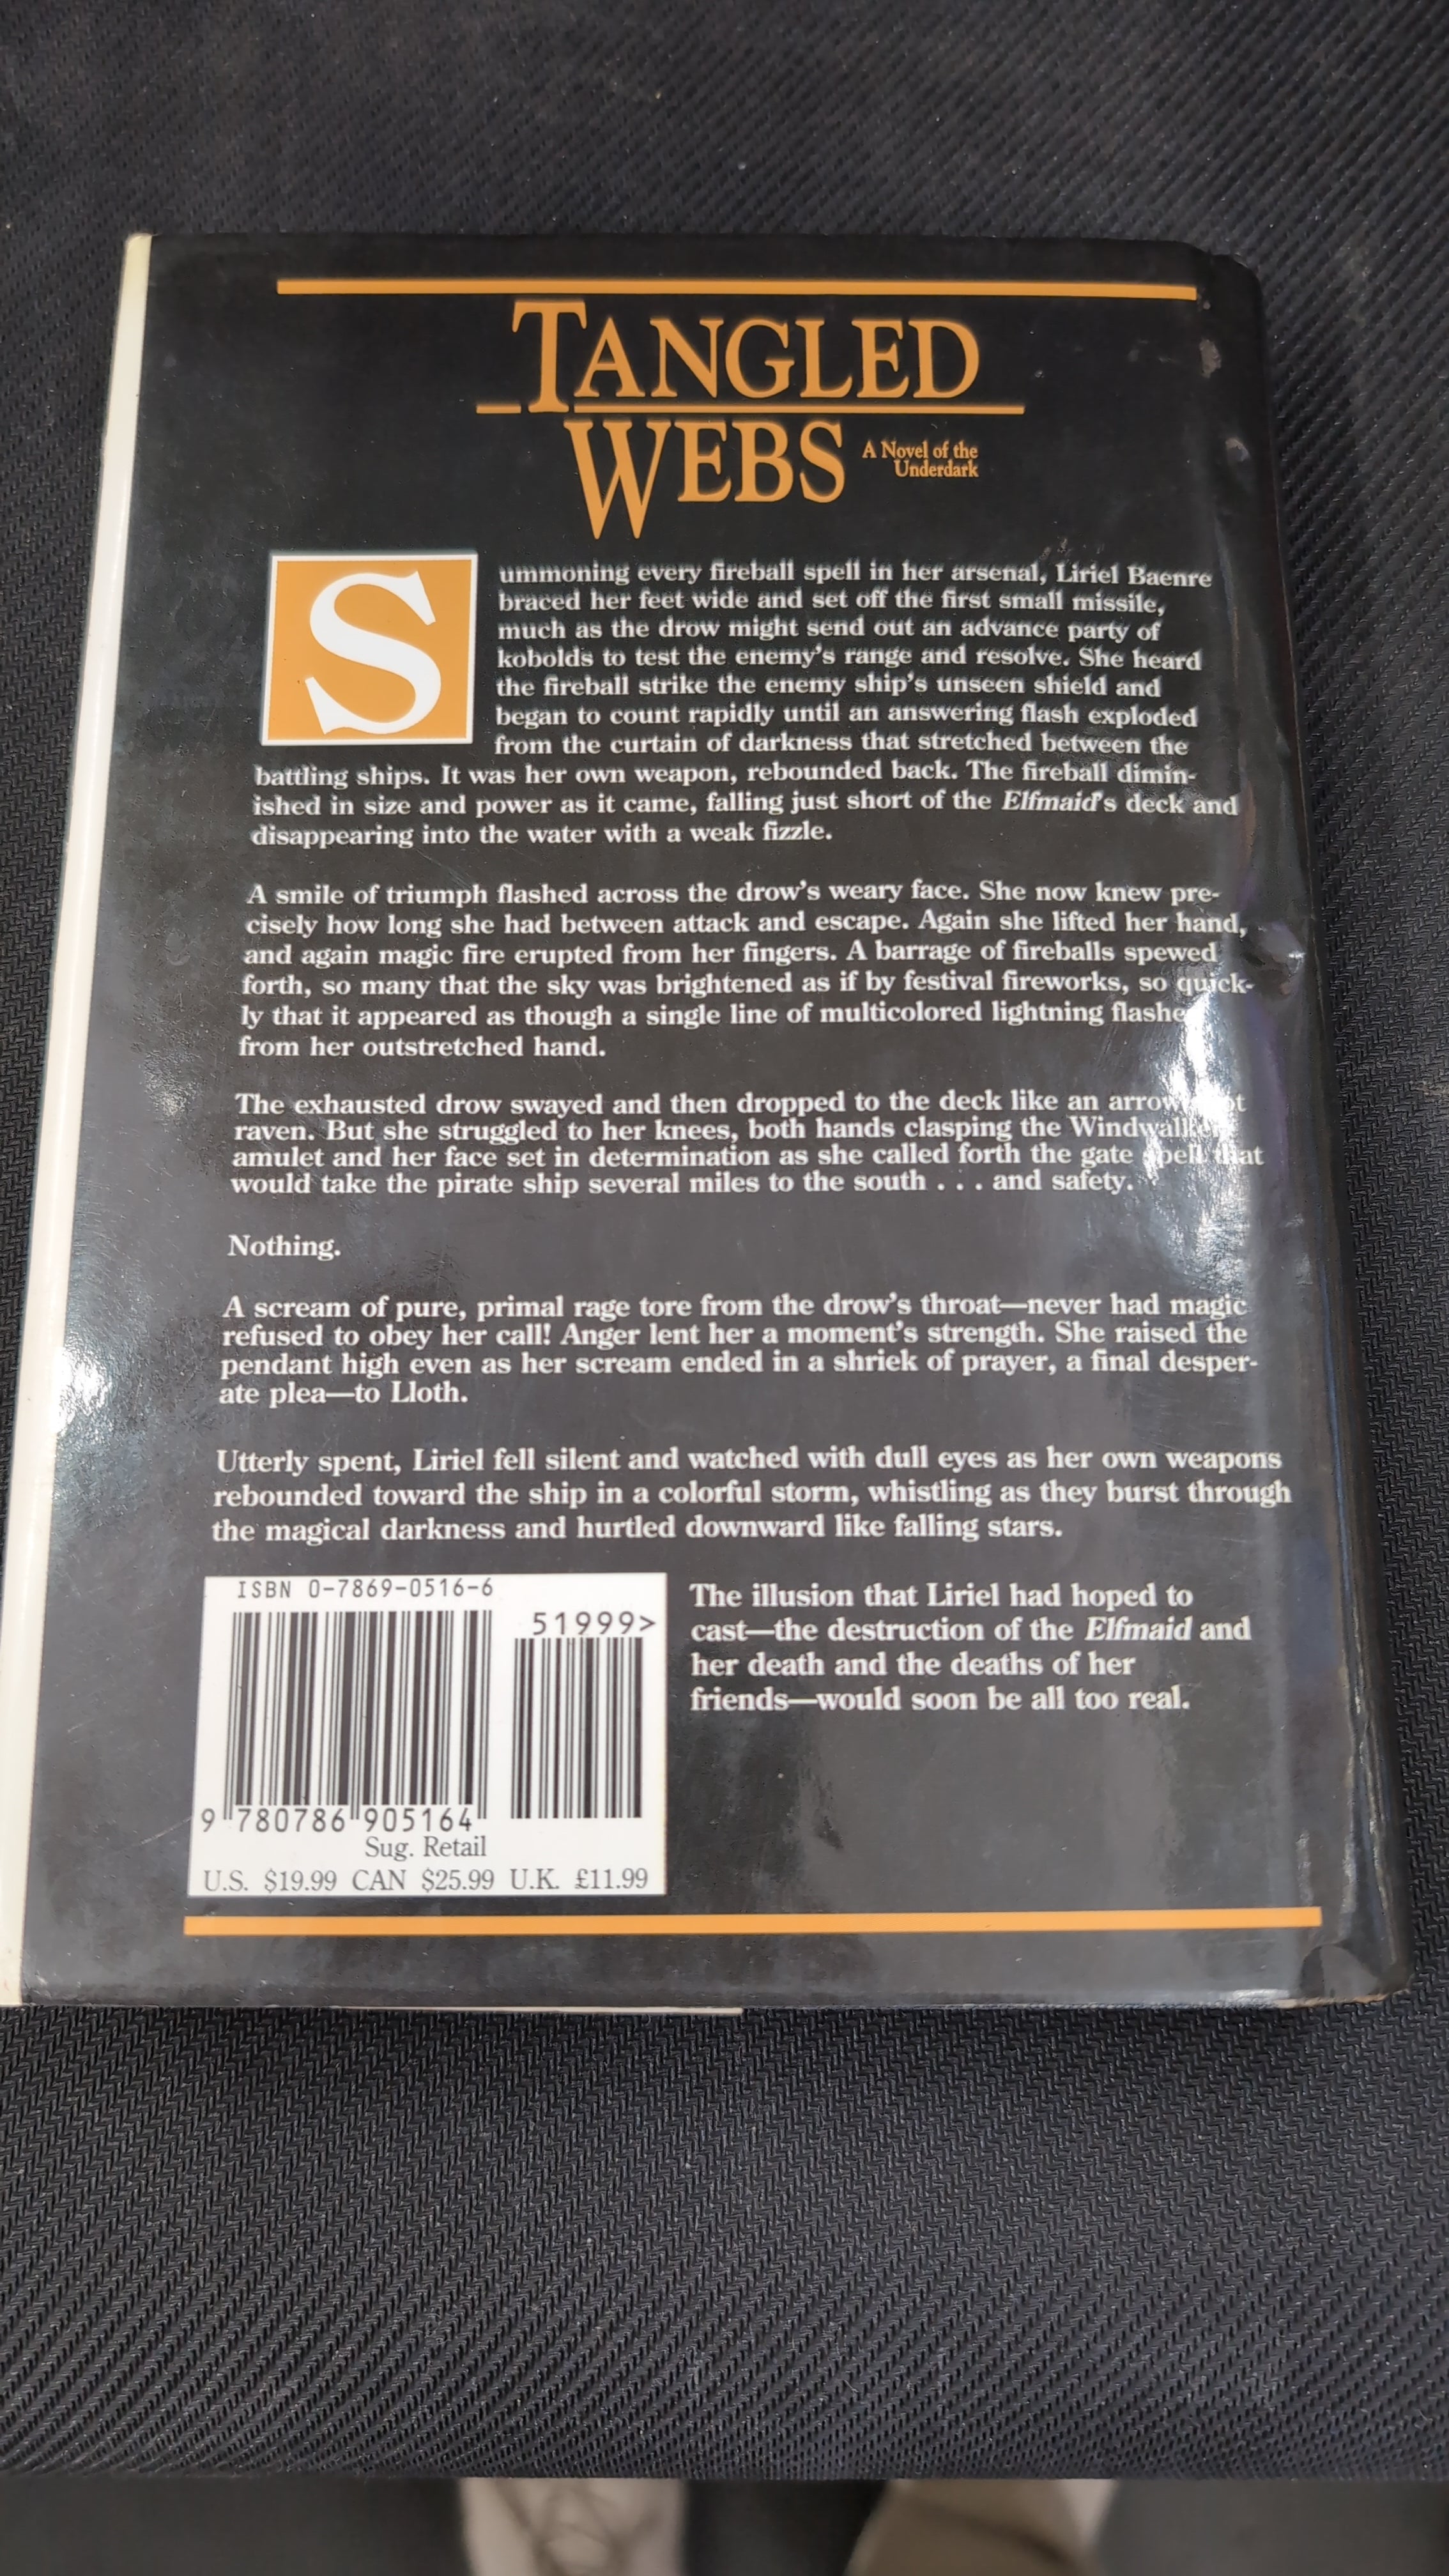 TANGLED
WEBS
A Novel of the
Underdark
Summoning every fireball spell in her arsenal, Liriel Baenre
braced her feet wide and set off the first small missile,
much as the drow might send out an advance party of
kobolds to test the enemy's range and resolve. She heard
the fireball strike the enemy ship's unseen shield and
began to count rapidly until an answering flash exploded
from the curtain of darkness that stretched between the
battling ships. It was her own weapon, rebounded back. The fireball dimin-
ished in size and power as it came, falling just short of the Elfmaid's deck and
disappearing into the water with a weak fizzle.
A smile of triumph flashed across the drow's weary face. She now knew pre-
cisely how long she had between attack and escape. Again she lifted her hand,
and again magic fire erupted from her fingers. A barrage of fireballs spewed
forth, so many that the sky was brightened as if by festival fireworks, so quick-
ly that it appeared as though a single line of multicolored lightning
from her outstretched hand.
The exhausted drow swayed and then dropped to the deck like an
raven. But she struggled to her knees, both hands clasping the
amulet and her face set in determination as she called forth the gate spell that
would take the pirate ship several miles to the south . . . and safety.
Nothing.
A scream of pure, primal rage tore from the drow's throat—never had magic
refused to obey her call! Anger lent her a moment's strength. She raised the
pendant high even as her scream ended in a shriek of prayer, a final desper-
ate plea—to Lloth.
Utterly spent, Liriel fell silent and watched with dull eyes as her own weapons
rebounded toward the ship in a colorful storm, whistling as they burst through
the magical darkness and hurtled downward like falling stars.
The illusion that Liriel had hoped to
cast—the destruction of the Elfmaid and
her death and the deaths of her
friends—would soon be all too real.
ISBN 0-7869-0516-6
51999>
9 780786 905164
Sug. Retail
U.S. $19.99 CAN $25.99 U.K. £11.99